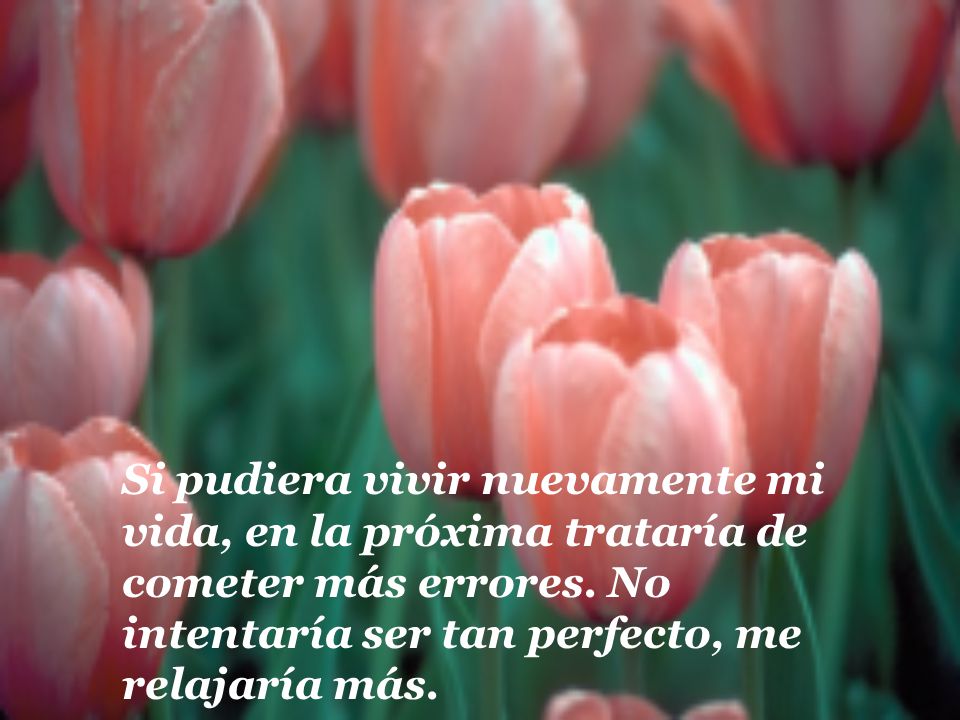 Si pudiera vivir nuevamente mi
vida, en la próxima trataría de
cometer más errores. No
intentaría ser tan perfecto, me
relajaría más.